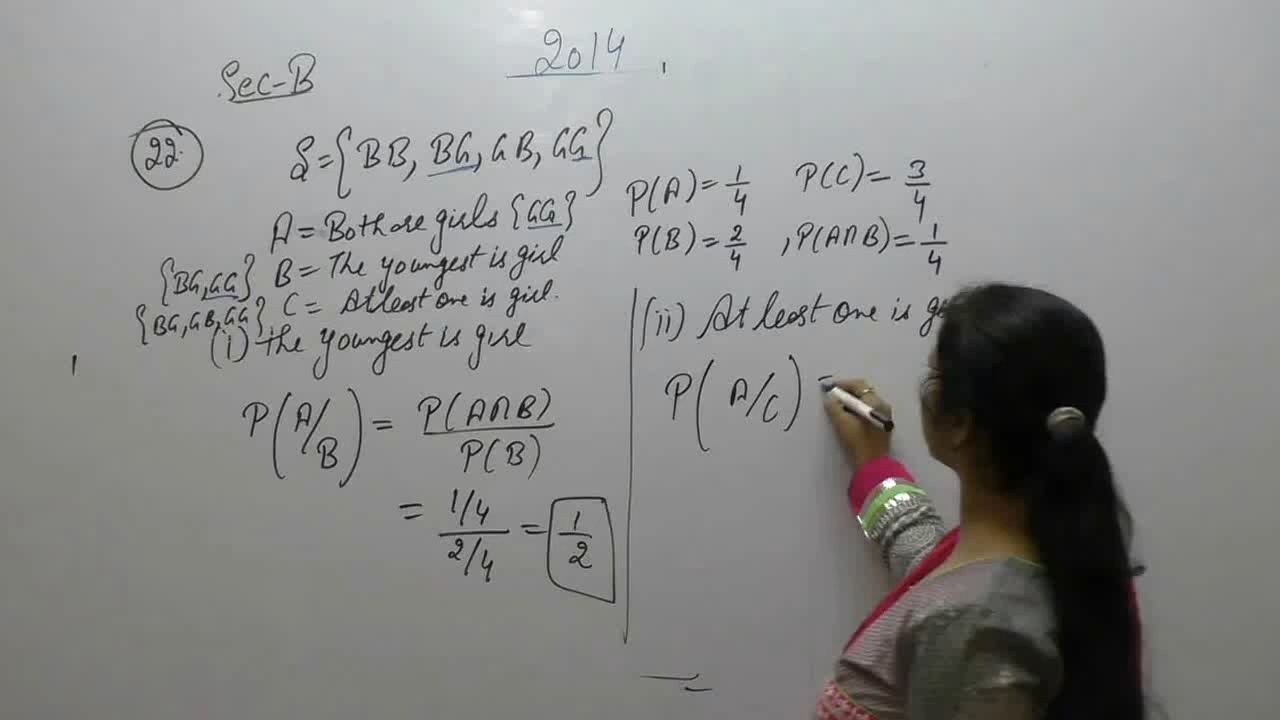 2014
Sec-B
22.
S={BB, BG, GB, GG}
A= Both are girls {GG}
{BG,GG} B= The youngest is girl
{BG,GB,GG} C= Atleast one is girl.
(i) The youngest is girl
P(A/B) = P(A∩B)/P(B)
= 1/4 / 2/4 = 1/2
P(A)= 1/4 P(C)= 3/4
P(B)= 2/4 , P(A∩B)= 1/4
(ii) At least one is
P(A/C) =